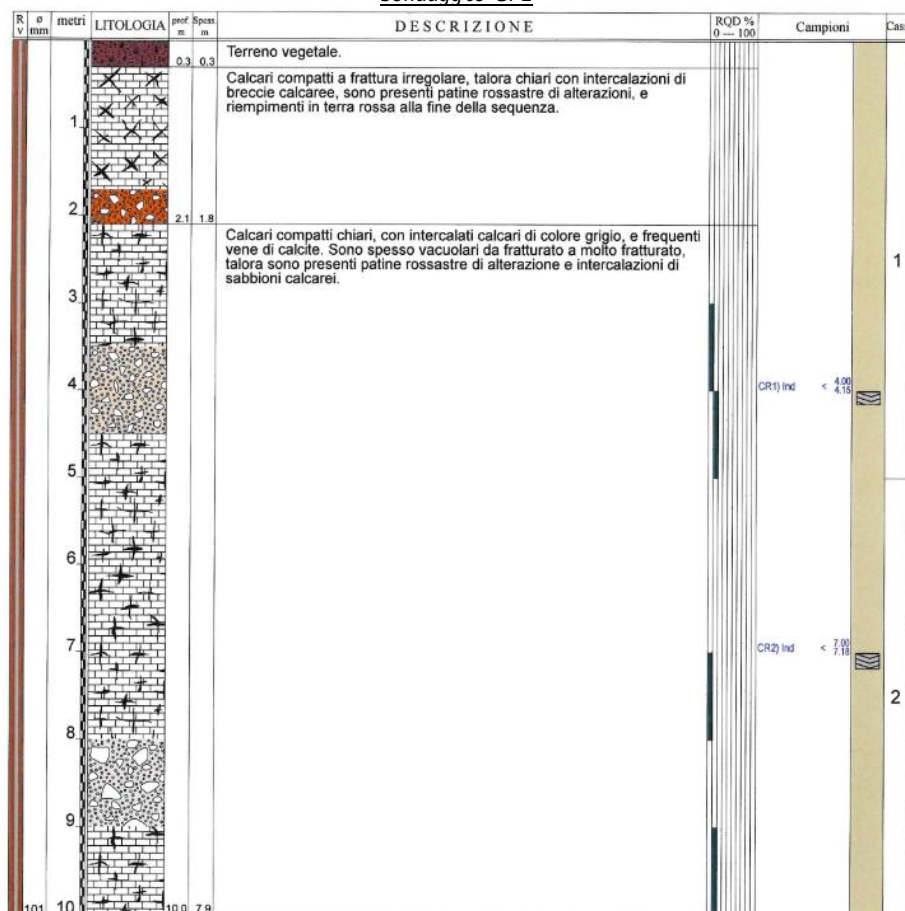 R ø metri LITOLOGIA prof. Spess. DESCRIZIONE RQD % Campioni
v mm m m 0 --- 100
Terreno vegetale.
0.3 0.3
Calcari compatti a frattura irregolare, talora chiari con intercalazioni di
breccie calcaree, sono presenti patine rossastre di alterazioni, e
riempimenti in terra rossa alla fine della sequenza.
1
2
2.1 1.8
Calcari compatti chiari, con intercalati calcari di colore grigio, e frequenti
vene di calcite. Sono spesso vacuolari da fratturato a molto fratturato,
talora sono presenti patine rossastre di alterazione e intercalazioni di
sabbioni calcarei.
1
3
4
CR1) Ind < 4.00
4.15
5
6
7
CR2) Ind < 7.00
7.18
2
8
9
101 10 10.0 7.9